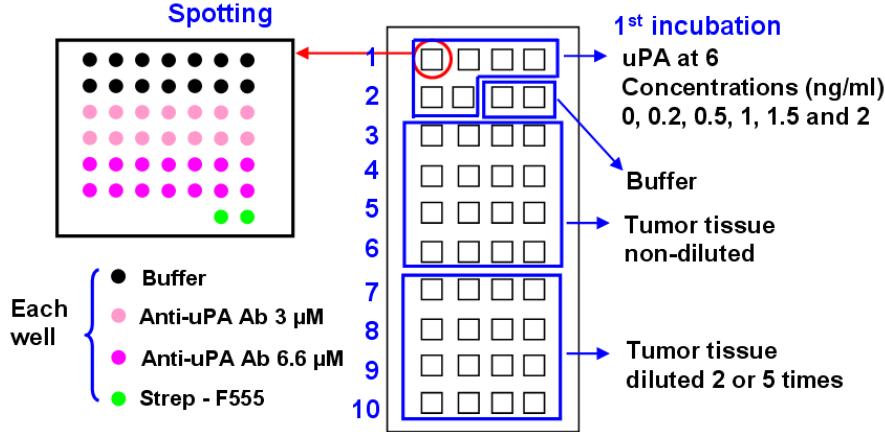 Spotting
1st incubation
1
uPA at 6
Concentrations (ng/ml)
0, 0.2, 0.5, 1, 1.5 and 2
2
3
4
Buffer
5
Tumor tissue
non-diluted
6
Each
well
Buffer
Anti-uPA Ab 3 μM
Anti-uPA Ab 6.6 μM
Strep - F555
7
8
9
10
Tumor tissue
diluted 2 or 5 times